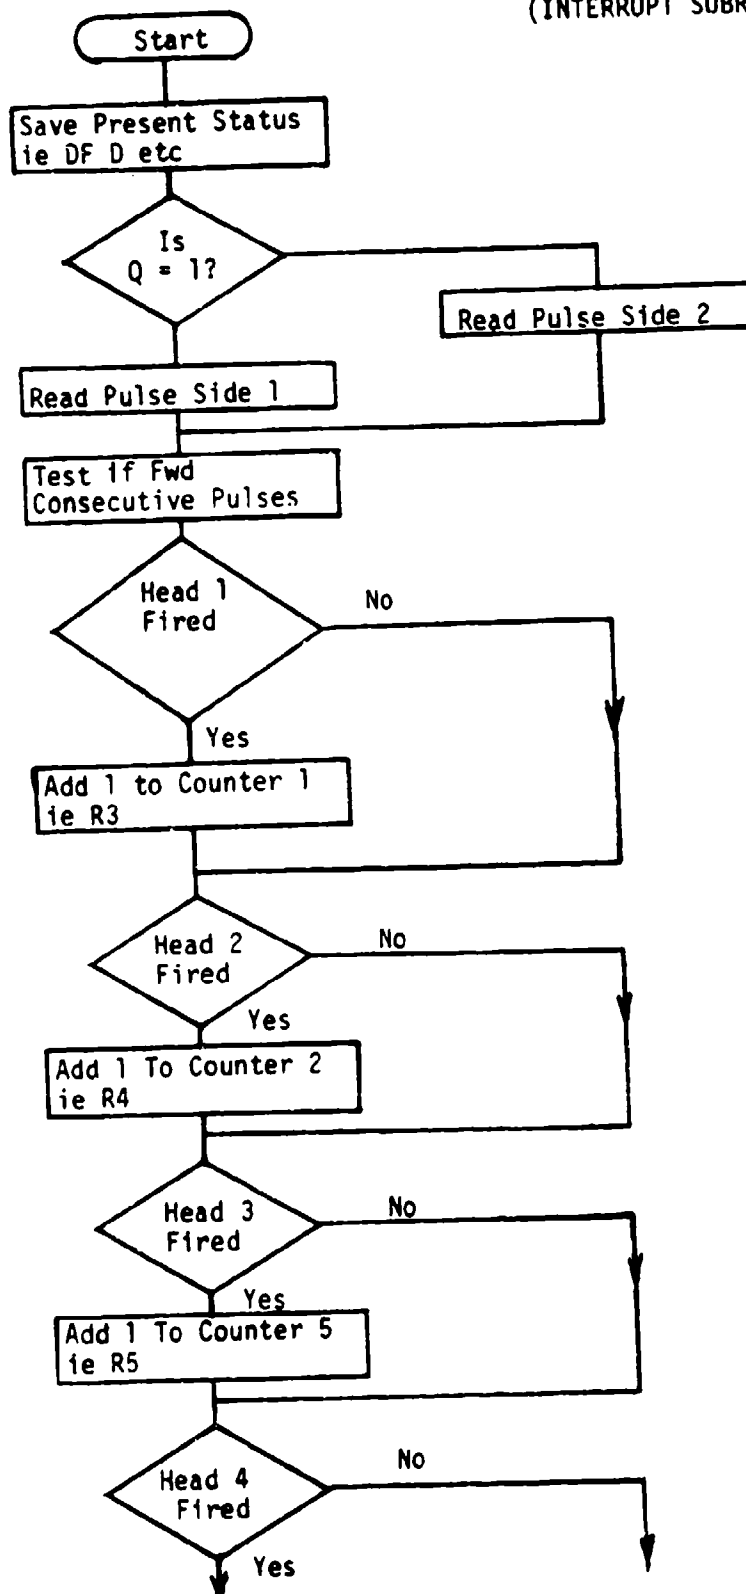 (INTERRUPT SUBR
Start
Save Present Status
ie DF D etc
Is
Q = 1?
Read Pulse Side 2
Read Pulse Side 1
Test if Fwd
Consecutive Pulses
Head 1
Fired
No
Yes
Add 1 to Counter 1
ie R3
Head 2
Fired
No
Yes
Add 1 To Counter 2
ie R4
Head 3
Fired
No
Yes
Add 1 To Counter 5
ie R5
Head 4
Fired
No
Yes